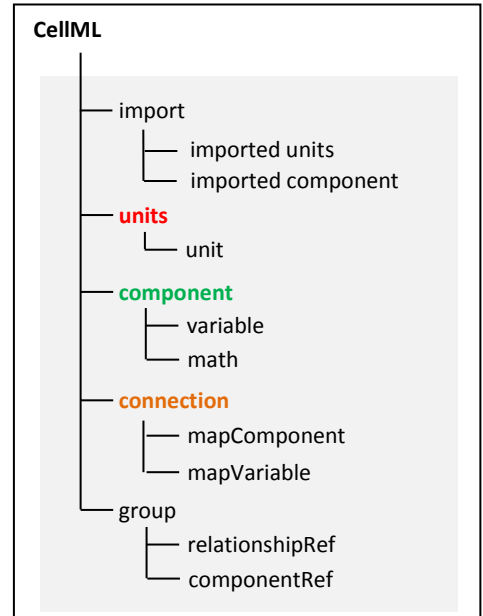 CellML
import
imported units
imported component
units
unit
component
variable
math
connection
mapComponent
mapVariable
group
relationshipRef
componentRef